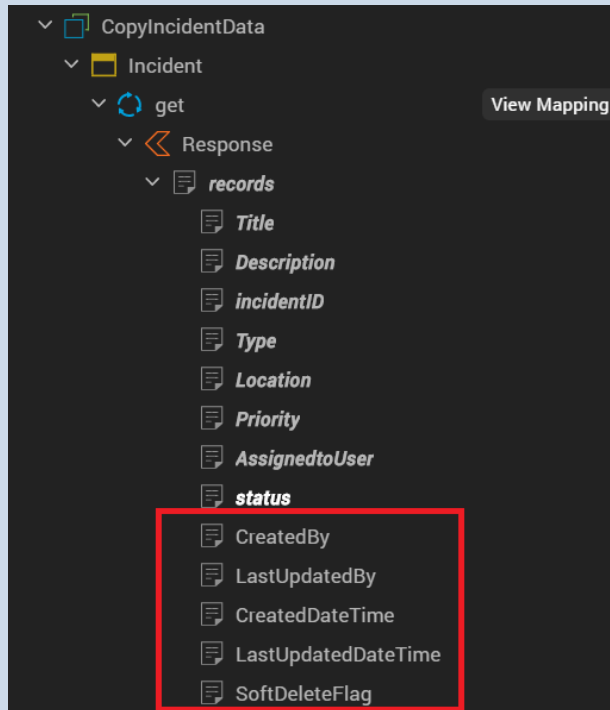 CopyIncidentData
Incident
get View Mapping
Response
records
Title
Description
incidentID
Type
Location
Priority
AssignedtoUser
status
CreatedBy
LastUpdatedBy
CreatedDateTime
LastUpdatedDateTime
SoftDeleteFlag